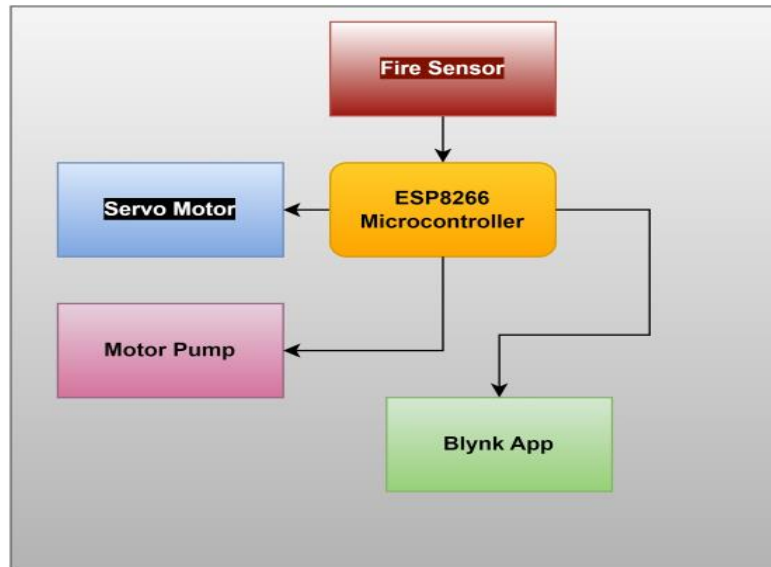 Fire Sensor
ESP8266
Microcontroller
Servo Motor
Motor Pump
Blynk App